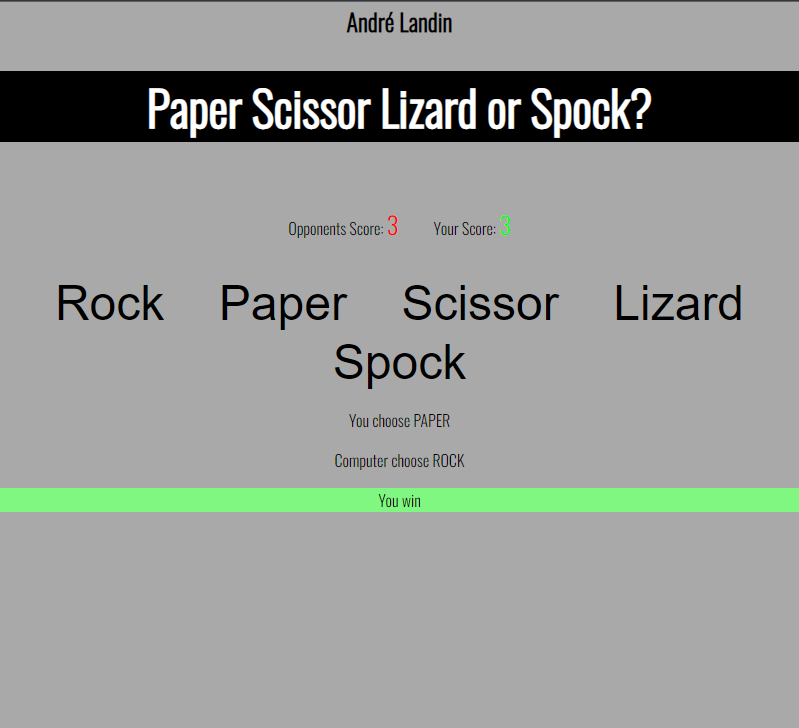 André Landin
Paper Scissor Lizard or Spock?
Opponents Score: 3 Your Score: 3
Rock Paper Scissor Lizard
Spock
You choose PAPER
Computer choose ROCK
You win